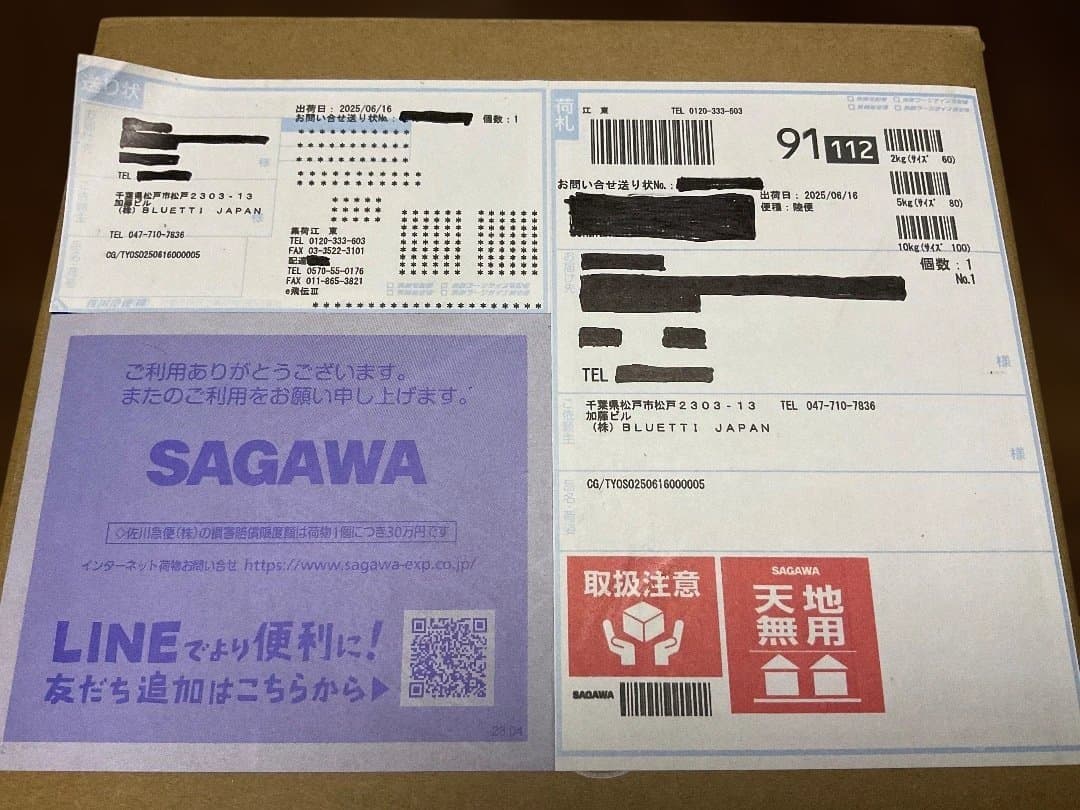 送り状
出荷日: 2025/06/16
お問い合せ送り状No.:
個数:1
様
TEL
千葉県松戸市松戸2303-13
加藤ビル
(株)BLUETTI JAPAN
様
TEL 047-710-7836
CG/TYOSO250616000005
集荷江 東
TEL 0120-333-603
FAX 03-3522-3101
配達
TEL 0570-55-0176
FAX 011-865-3821
e飛伝Ⅲ
ご利用ありがとうございます。
またのご利用をお願い申し上げます。
SAGAWA
◇佐川急便(株)の損害賠償限度額は荷物1個につき30万円です
インターネット荷物お問い合せ https://www.sagawa-exp.co.jp/
LINEでより便利に!
友だち追加はこちらから▶
荷札
江 東
TEL 0120-333-603
91 112
2kg(サイズ 60)
5kg(サイズ 80)
10kg(サイズ 100)
お問い合せ送り状No.:
出荷日: 2025/06/16
便種: 陸便
個数:1
No.1
お届け先
様
TEL
ご依頼主
千葉県松戸市松戸2303-13 TEL 047-710-7836
加藤ビル
(株)BLUETTI JAPAN
様
CG/TYOSO250616000005
取扱注意
SAGAWA
SAGAWA
天地
無用